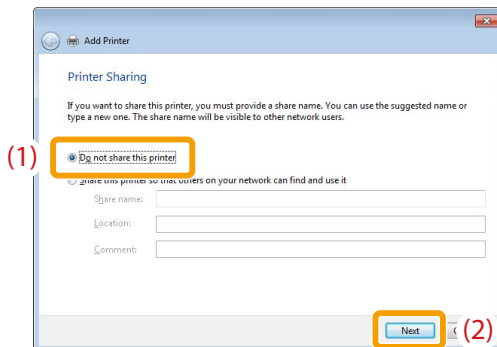 Add Printer
Printer Sharing
If you want to share this printer, you must provide a share name. You can use the suggested name or
type a new one. The share name will be visible to other network users.
(1)
Do not share this printer
Share this printer so that others on your network can find and use it
Share name:
Location:
Comment:
Next
(2)